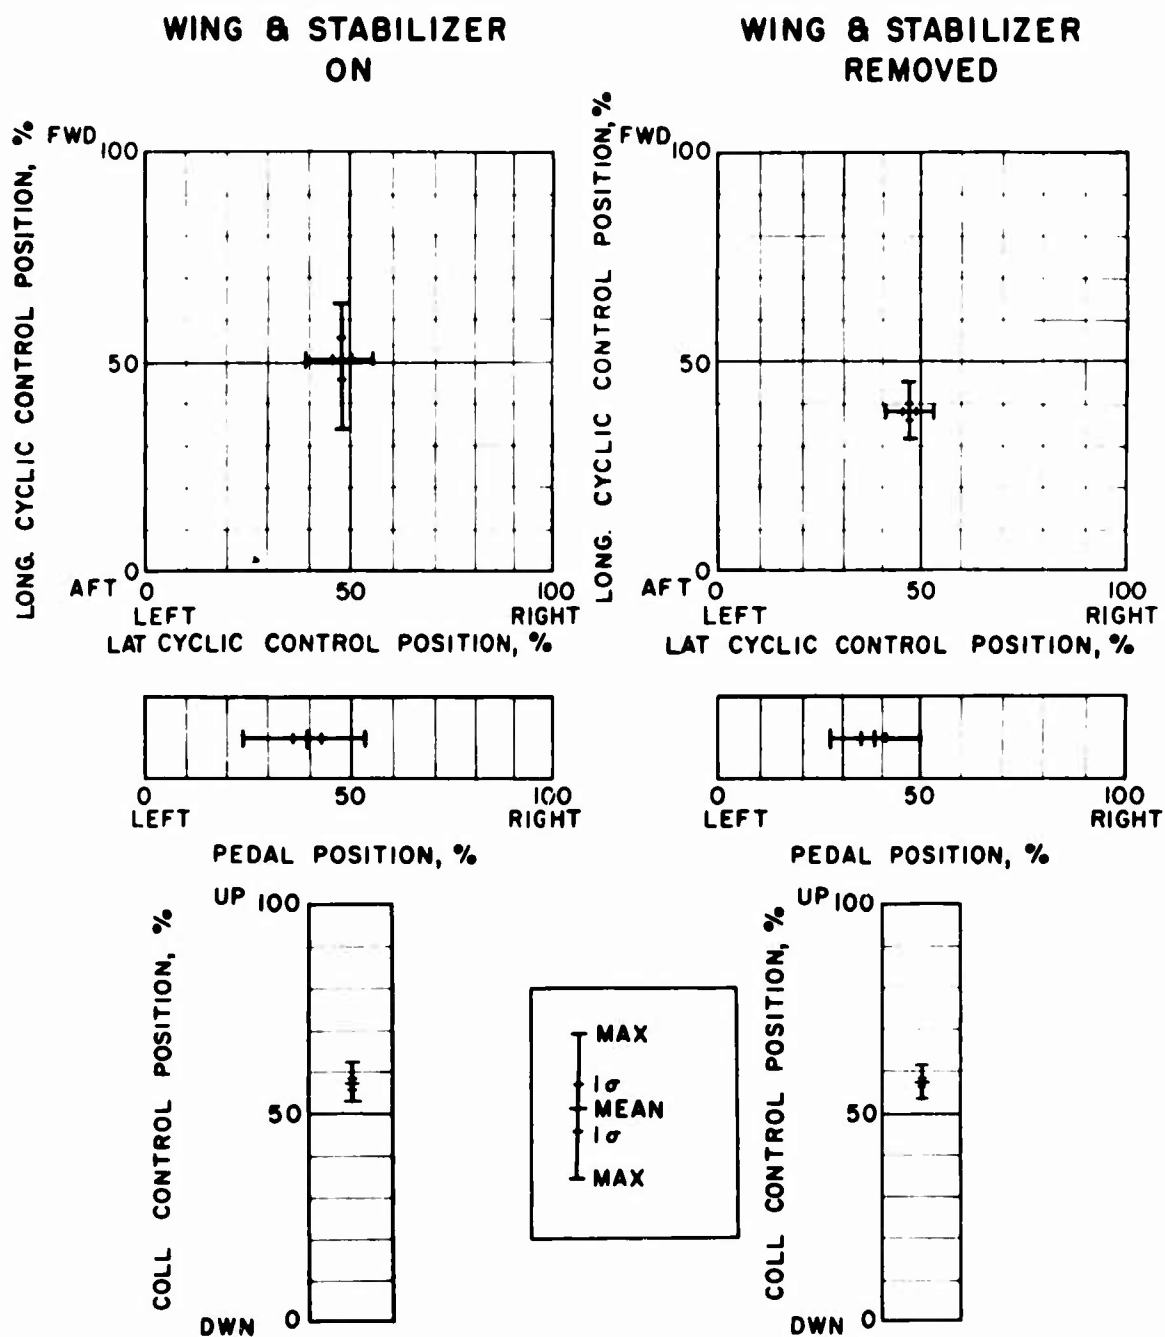 WING & STABILIZER
ON
WING & STABILIZER
REMOVED
LONG. CYCLIC CONTROL POSITION, %
FWD 100
50
0
AFT
0 50 100
LEFT RIGHT
LAT CYCLIC CONTROL POSITION, %
LONG. CYCLIC CONTROL POSITION, %
FWD 100
50
0
AFT
0 50 100
LEFT RIGHT
LAT CYCLIC CONTROL POSITION, %
0 50 100
LEFT RIGHT
PEDAL POSITION, %
0 50 100
LEFT RIGHT
PEDAL POSITION, %
COLL CONTROL POSITION, %
UP 100
50
0
DWN
MAX
1σ
MEAN
1σ
MAX
COLL CONTROL POSITION, %
UP 100
50
0
DWN